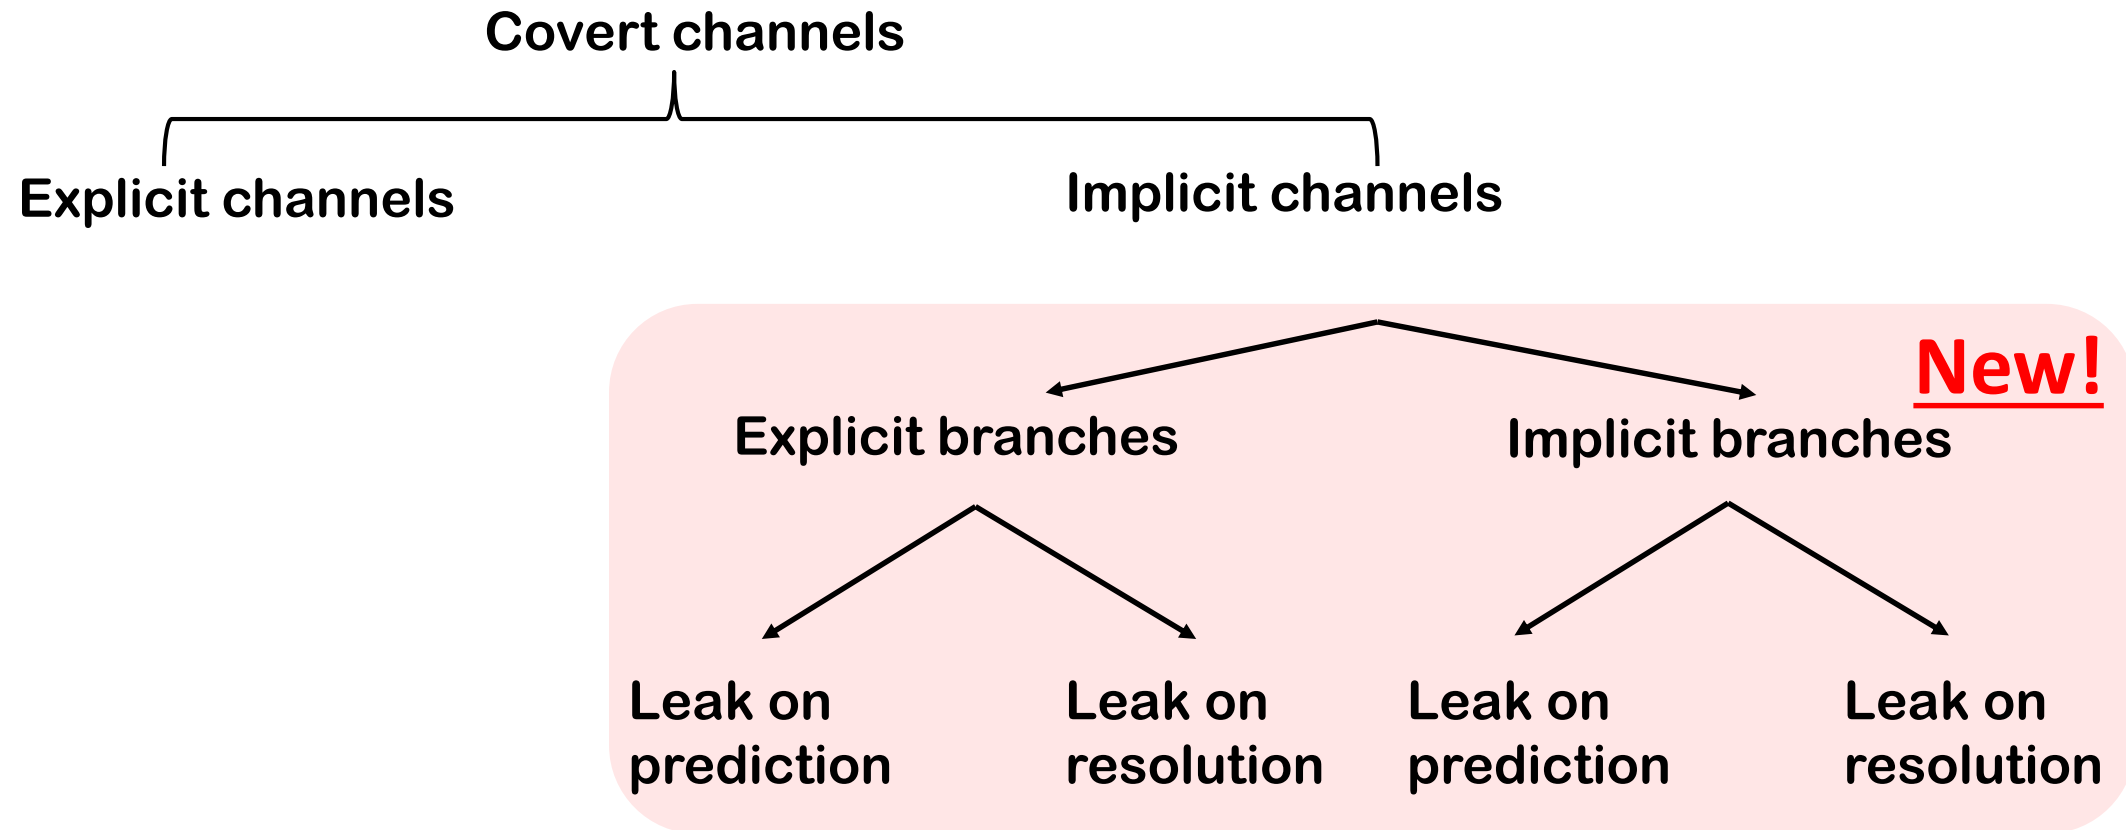 Covert channels
Explicit channels
Implicit channels
New!
Explicit branches
Implicit branches
Leak on
prediction
Leak on
resolution
Leak on
prediction
Leak on
resolution